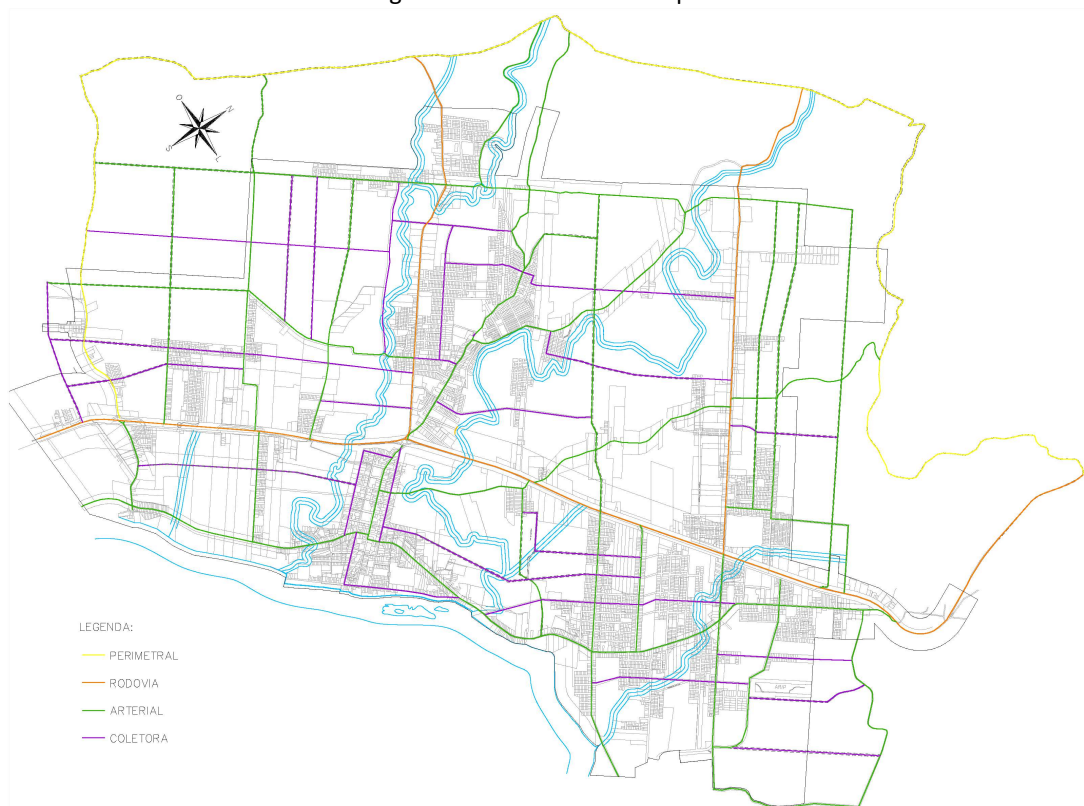 O
N
S
L
LEGENDA:
PERIMETRAL
RODOVIA
ARTERIAL
COLETORA